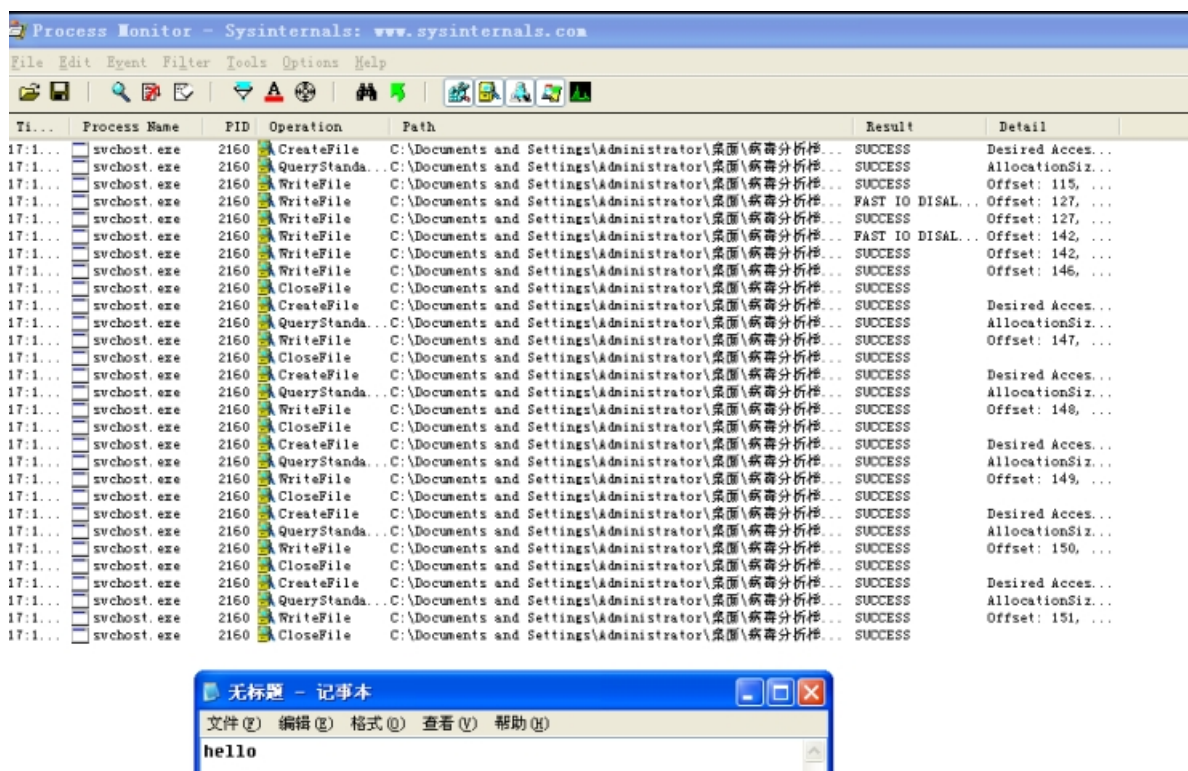 Process Monitor - Sysinternals: www.sysinternals.com
File Edit Event Filter Tools Options Help
Ti... Process Name PID Operation Path Result Detail
17:1... svchost.exe 2160 CreateFile C:\Documents and Settings\Administrator\桌面\病毒分析样... SUCCESS Desired Acces...
17:1... svchost.exe 2160 QueryStanda... C:\Documents and Settings\Administrator\桌面\病毒分析样... SUCCESS AllocationSiz...
17:1... svchost.exe 2160 WriteFile C:\Documents and Settings\Administrator\桌面\病毒分析样... SUCCESS Offset: 115, ...
17:1... svchost.exe 2160 WriteFile C:\Documents and Settings\Administrator\桌面\病毒分析样... FAST IO DISAL... Offset: 127, ...
17:1... svchost.exe 2160 WriteFile C:\Documents and Settings\Administrator\桌面\病毒分析样... SUCCESS Offset: 127, ...
17:1... svchost.exe 2160 WriteFile C:\Documents and Settings\Administrator\桌面\病毒分析样... FAST IO DISAL... Offset: 142, ...
17:1... svchost.exe 2160 WriteFile C:\Documents and Settings\Administrator\桌面\病毒分析样... SUCCESS Offset: 142, ...
17:1... svchost.exe 2160 WriteFile C:\Documents and Settings\Administrator\桌面\病毒分析样... SUCCESS Offset: 146, ...
17:1... svchost.exe 2160 CloseFile C:\Documents and Settings\Administrator\桌面\病毒分析样... SUCCESS
17:1... svchost.exe 2160 CreateFile C:\Documents and Settings\Administrator\桌面\病毒分析样... SUCCESS Desired Acces...
17:1... svchost.exe 2160 QueryStanda... C:\Documents and Settings\Administrator\桌面\病毒分析样... SUCCESS AllocationSiz...
17:1... svchost.exe 2160 WriteFile C:\Documents and Settings\Administrator\桌面\病毒分析样... SUCCESS Offset: 147, ...
17:1... svchost.exe 2160 CloseFile C:\Documents and Settings\Administrator\桌面\病毒分析样... SUCCESS
17:1... svchost.exe 2160 CreateFile C:\Documents and Settings\Administrator\桌面\病毒分析样... SUCCESS Desired Acces...
17:1... svchost.exe 2160 QueryStanda... C:\Documents and Settings\Administrator\桌面\病毒分析样... SUCCESS AllocationSiz...
17:1... svchost.exe 2160 WriteFile C:\Documents and Settings\Administrator\桌面\病毒分析样... SUCCESS Offset: 148, ...
17:1... svchost.exe 2160 CloseFile C:\Documents and Settings\Administrator\桌面\病毒分析样... SUCCESS
17:1... svchost.exe 2160 CreateFile C:\Documents and Settings\Administrator\桌面\病毒分析样... SUCCESS Desired Acces...
17:1... svchost.exe 2160 QueryStanda... C:\Documents and Settings\Administrator\桌面\病毒分析样... SUCCESS AllocationSiz...
17:1... svchost.exe 2160 WriteFile C:\Documents and Settings\Administrator\桌面\病毒分析样... SUCCESS Offset: 149, ...
17:1... svchost.exe 2160 CloseFile C:\Documents and Settings\Administrator\桌面\病毒分析样... SUCCESS
17:1... svchost.exe 2160 CreateFile C:\Documents and Settings\Administrator\桌面\病毒分析样... SUCCESS Desired Acces...
17:1... svchost.exe 2160 QueryStanda... C:\Documents and Settings\Administrator\桌面\病毒分析样... SUCCESS AllocationSiz...
17:1... svchost.exe 2160 WriteFile C:\Documents and Settings\Administrator\桌面\病毒分析样... SUCCESS Offset: 150, ...
17:1... svchost.exe 2160 CloseFile C:\Documents and Settings\Administrator\桌面\病毒分析样... SUCCESS
17:1... svchost.exe 2160 CreateFile C:\Documents and Settings\Administrator\桌面\病毒分析样... SUCCESS Desired Acces...
17:1... svchost.exe 2160 QueryStanda... C:\Documents and Settings\Administrator\桌面\病毒分析样... SUCCESS AllocationSiz...
17:1... svchost.exe 2160 WriteFile C:\Documents and Settings\Administrator\桌面\病毒分析样... SUCCESS Offset: 151, ...
17:1... svchost.exe 2160 CloseFile C:\Documents and Settings\Administrator\桌面\病毒分析样... SUCCESS
无标题 - 记事本
文件(F) 编辑(E) 格式(O) 查看(V) 帮助(H)
hello